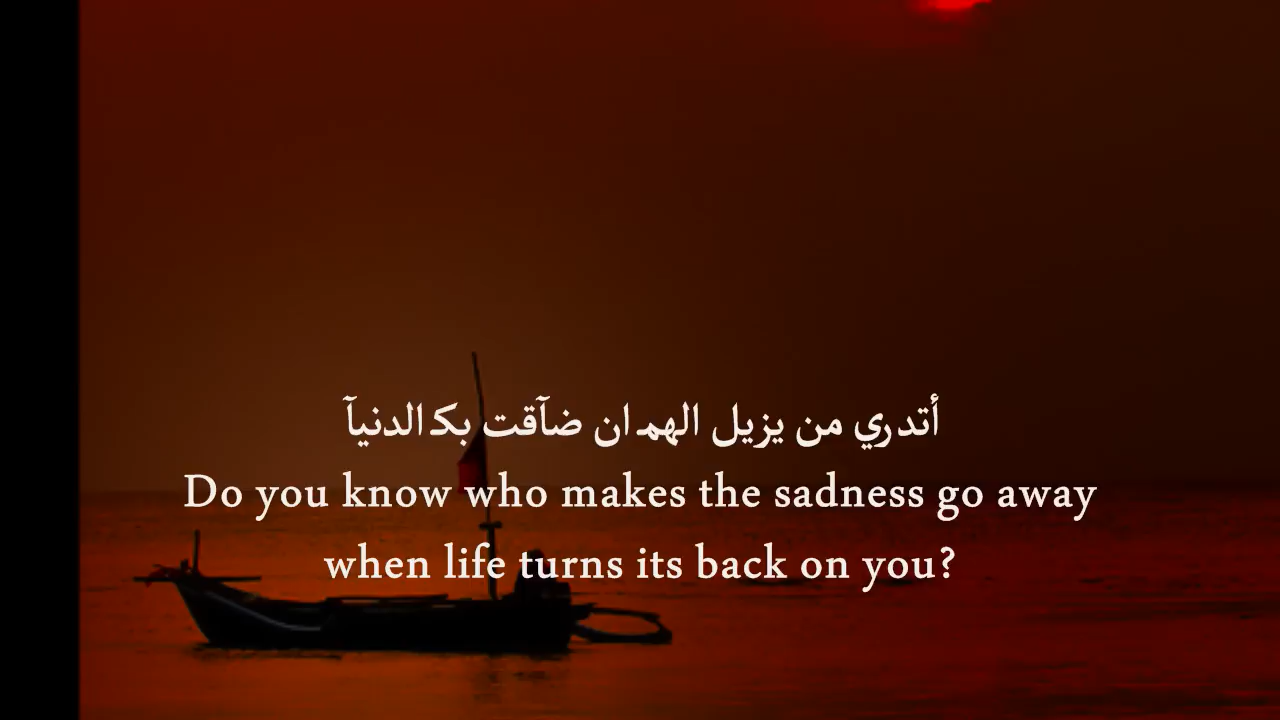 أتدري من يزيل الهم ان ضآقت بك الدنيآ
Do you know who makes the sadness go away
when life turns its back on you?